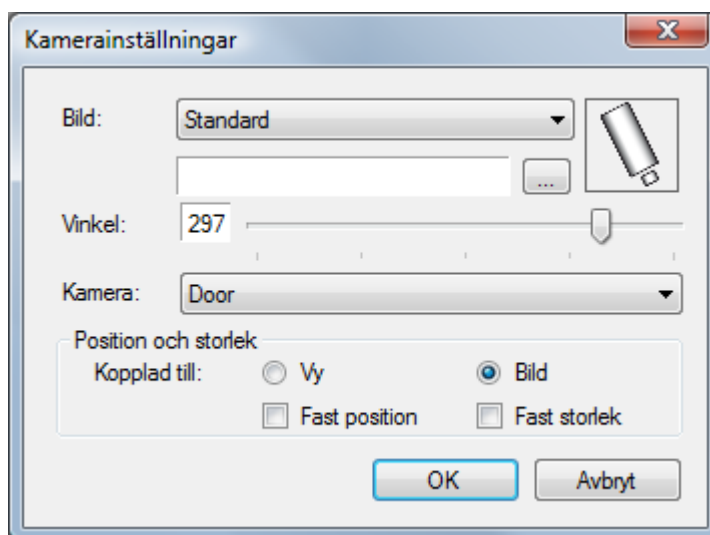 Kamerainställningar
Bild: Standard
...
Vinkel: 297
Kamera: Door
Position och storlek
Kopplad till: Vy Bild
Fast position Fast storlek
OK Avbryt